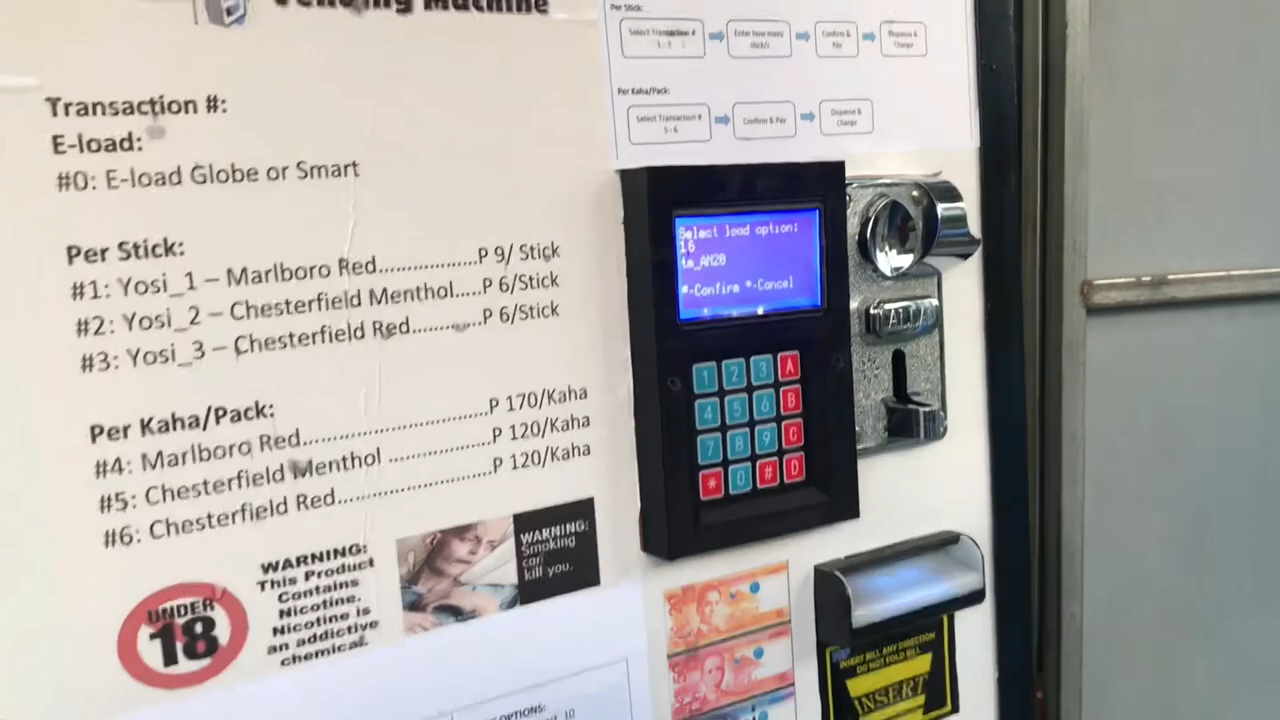 Vending Machine
Transaction #:
E-load:
#0: E-load Globe or Smart
Per Stick:
#1: Yosi_1 – Marlboro Red..................P 9/ Stick
#2: Yosi_2 – Chesterfield Menthol.....P 6/Stick
#3: Yosi_3 – Chesterfield Red............P 6/Stick
Per Kaha/Pack:
#4: Marlboro Red..............................P 170/Kaha
#5: Chesterfield Menthol .................P 120/Kaha
#6: Chesterfield Red.........................P 120/Kaha
UNDER
18
WARNING:
This Product
Contains
Nicotine.
Nicotine is
an addictive
chemical.
WARNING:
Smoking
can
kill you.
OPTIONS:
10
Per Stick:
Select Transaction #
1 - 3
Enter how many
stick/s
Confirm &
Pay
Dispense &
Change
Per Kaha/Pack:
Select Transaction #
5 - 6
Confirm & Pay
Dispense &
Change
Select load option:
16
tm_AM20
#-Confirm *-Cancel
1 2 3 A
4 5 6 B
7 8 9 C
* 0 # D
ALLA
INSERT BILL ANY DIRECTION
DO NOT FOLD BILL
INSERT